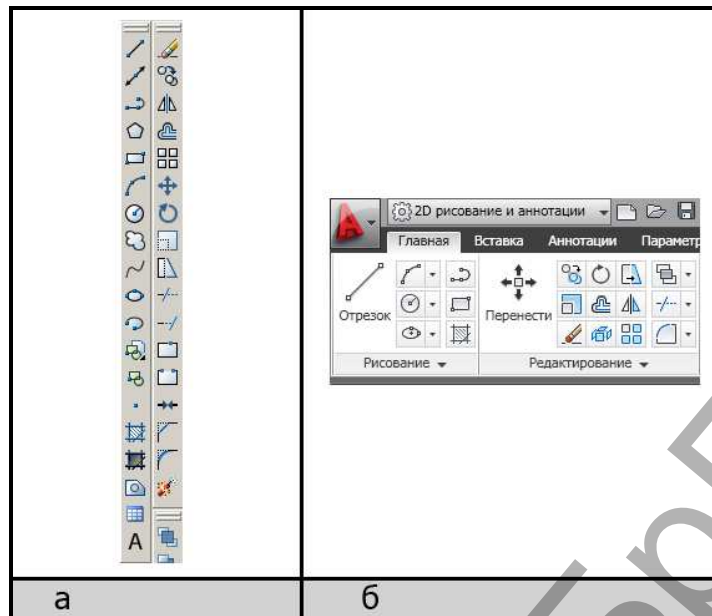 2D рисование и аннотации
Главная Вставка Аннотации Параметр
Отрезок
Перенести
Рисование
Редактирование
A
а
б